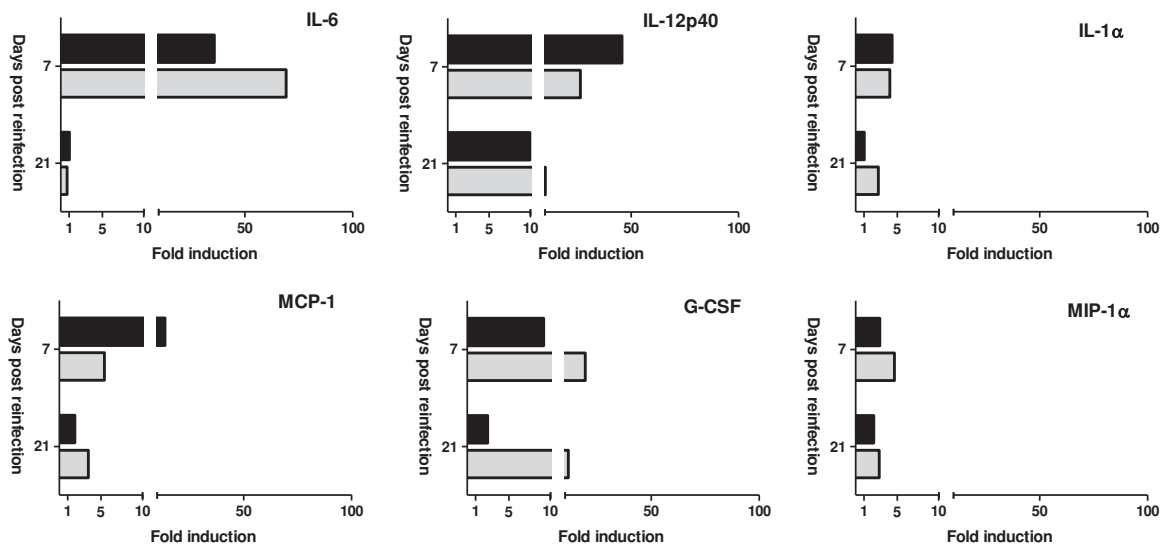 IL-6
Days post reinfection
7
21
1 5 10 50 100
Fold induction
IL-12p40
Days post reinfection
7
21
1 5 10 50 100
Fold induction
IL-1α
Days post reinfection
7
21
1 5 10 50 100
Fold induction
MCP-1
Days post reinfection
7
21
1 5 10 50 100
Fold induction
G-CSF
Days post reinfection
7
21
1 5 10 50 100
Fold induction
MIP-1α
Days post reinfection
7
21
1 5 10 50 100
Fold induction